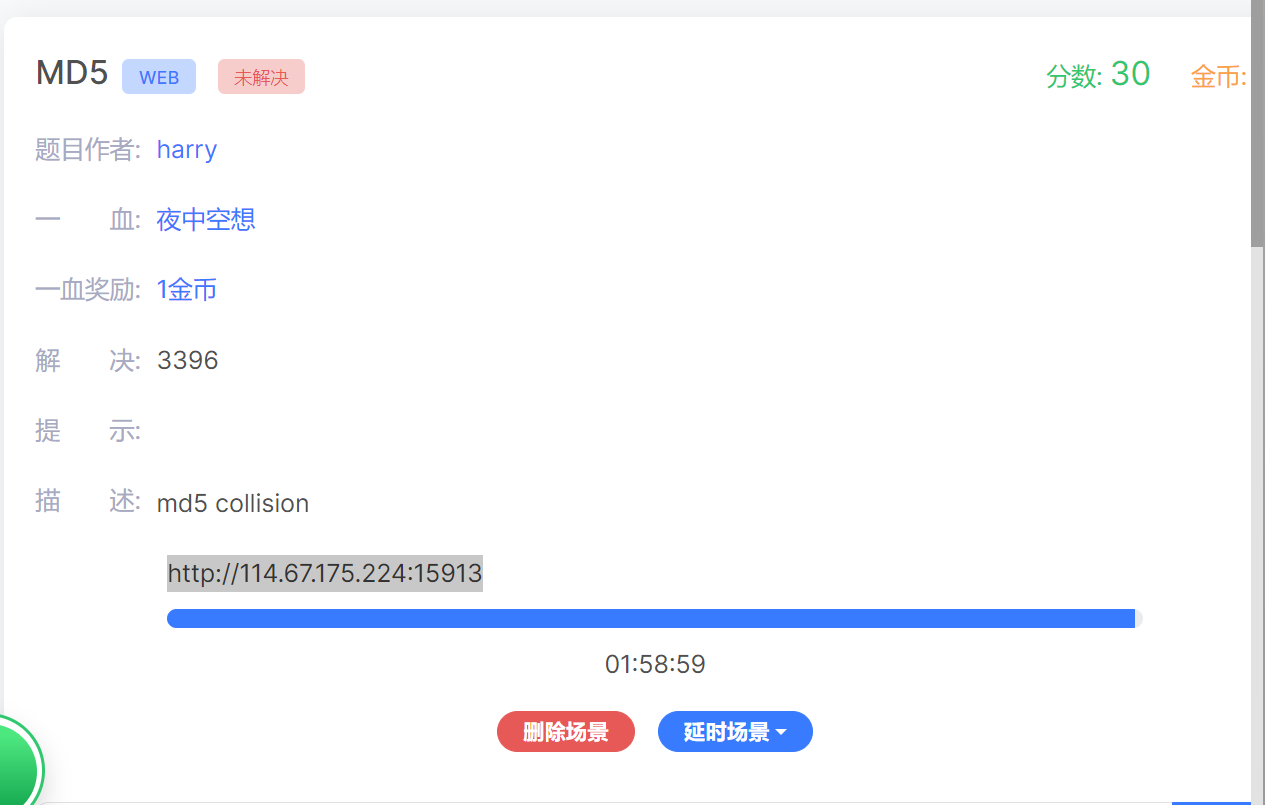 MD5 WEB 未解决 分数: 30 金币:
题目作者: harry
一 血: 夜中空想
一血奖励: 1金币
解 决: 3396
提 示:
描 述: md5 collision
http://114.67.175.224:15913
01:58:59
删除场景 延时场景